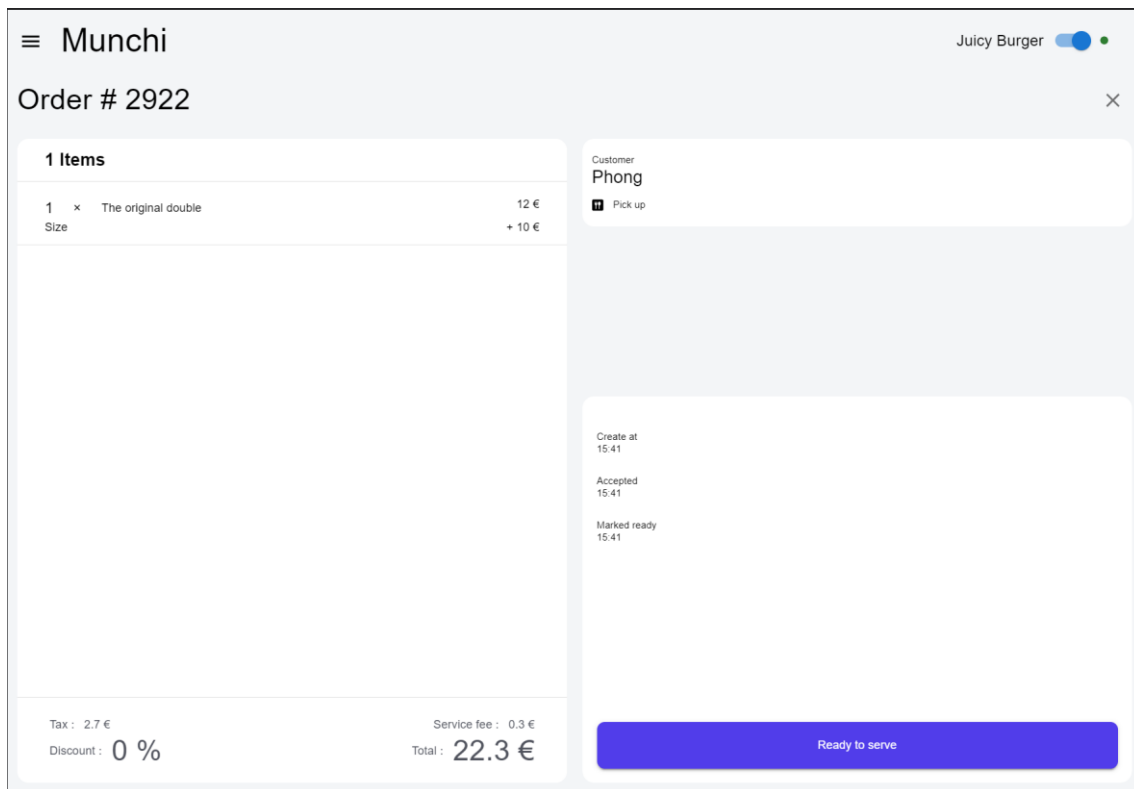 Munchi
Juicy Burger
Order # 2922
1 Items
1 × The original double 12 €
Size + 10 €
Tax : 2.7 €
Service fee : 0.3 €
Discount : 0 %
Total : 22.3 €
Customer
Phong
Pick up
Create at
15:41
Accepted
15:41
Marked ready
15:41
Ready to serve